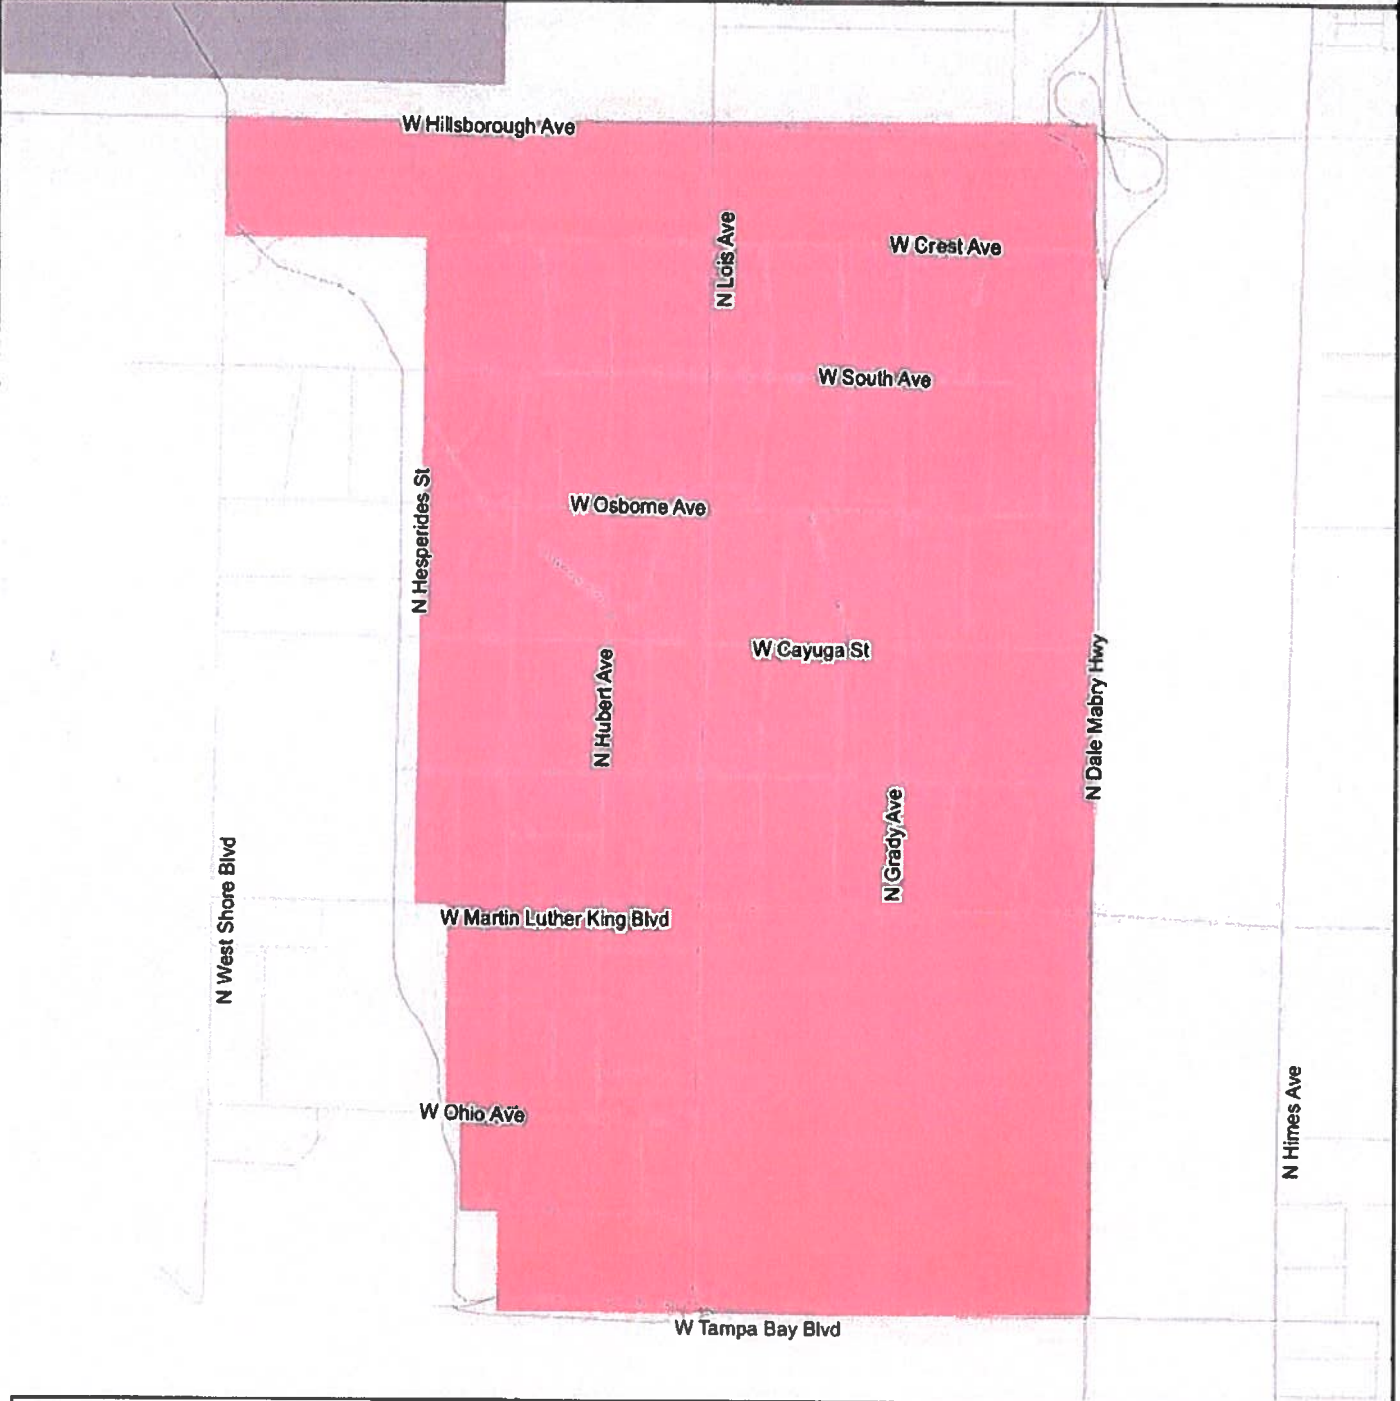 W Hillsborough Ave
N Lois Ave
W Crest Ave
W South Ave
N Hesperides St
W Osborne Ave
W Cayuga St
N Hubert Ave
N Dale Mabry Hwy
N Grady Ave
N West Shore Blvd
W Martin Luther King Blvd
W Ohio Ave
N Himes Ave
W Tampa Bay Blvd